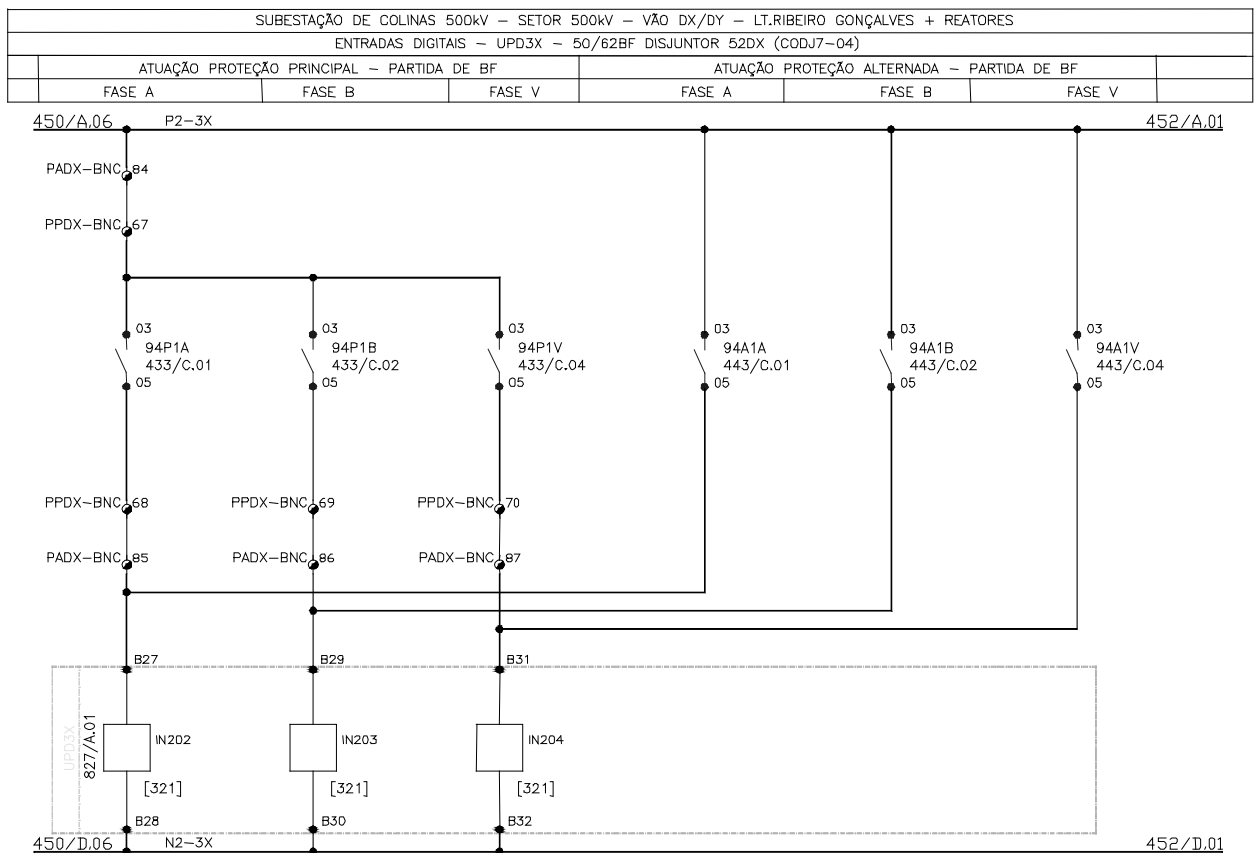 SUBESTAÇÃO DE COLINAS 500kV – SETOR 500kV – VÃO DX/DY – LT.RIBEIRO GONÇALVES + REATORES
ENTRADAS DIGITAIS – UPD3X – 50/62BF DISJUNTOR 52DX (CODJ7-04)
ATUAÇÃO PROTEÇÃO PRINCIPAL – PARTIDA DE BF ATUAÇÃO PROTEÇÃO ALTERNADA – PARTIDA DE BF
FASE A FASE B FASE V FASE A FASE B FASE V
450/A.06 P2-3X 452/A.01
PADX-BNC 84
PPDX-BNC 67
03 03 03 03 03 03
94P1A 94P1B 94P1V 94A1A 94A1B 94A1V
433/C.01 433/C.02 433/C.04 443/C.01 443/C.02 443/C.04
05 05 05 05 05 05
PPDX-BNC 68 PPDX-BNC 69 PPDX-BNC 70
PADX-BNC 85 PADX-BNC 86 PADX-BNC 87
B27 B29 B31
UPD3X
827/A.01
IN202 IN203 IN204
[321] [321] [321]
B28 B30 B32
450/D.06 N2-3X 452/D.01